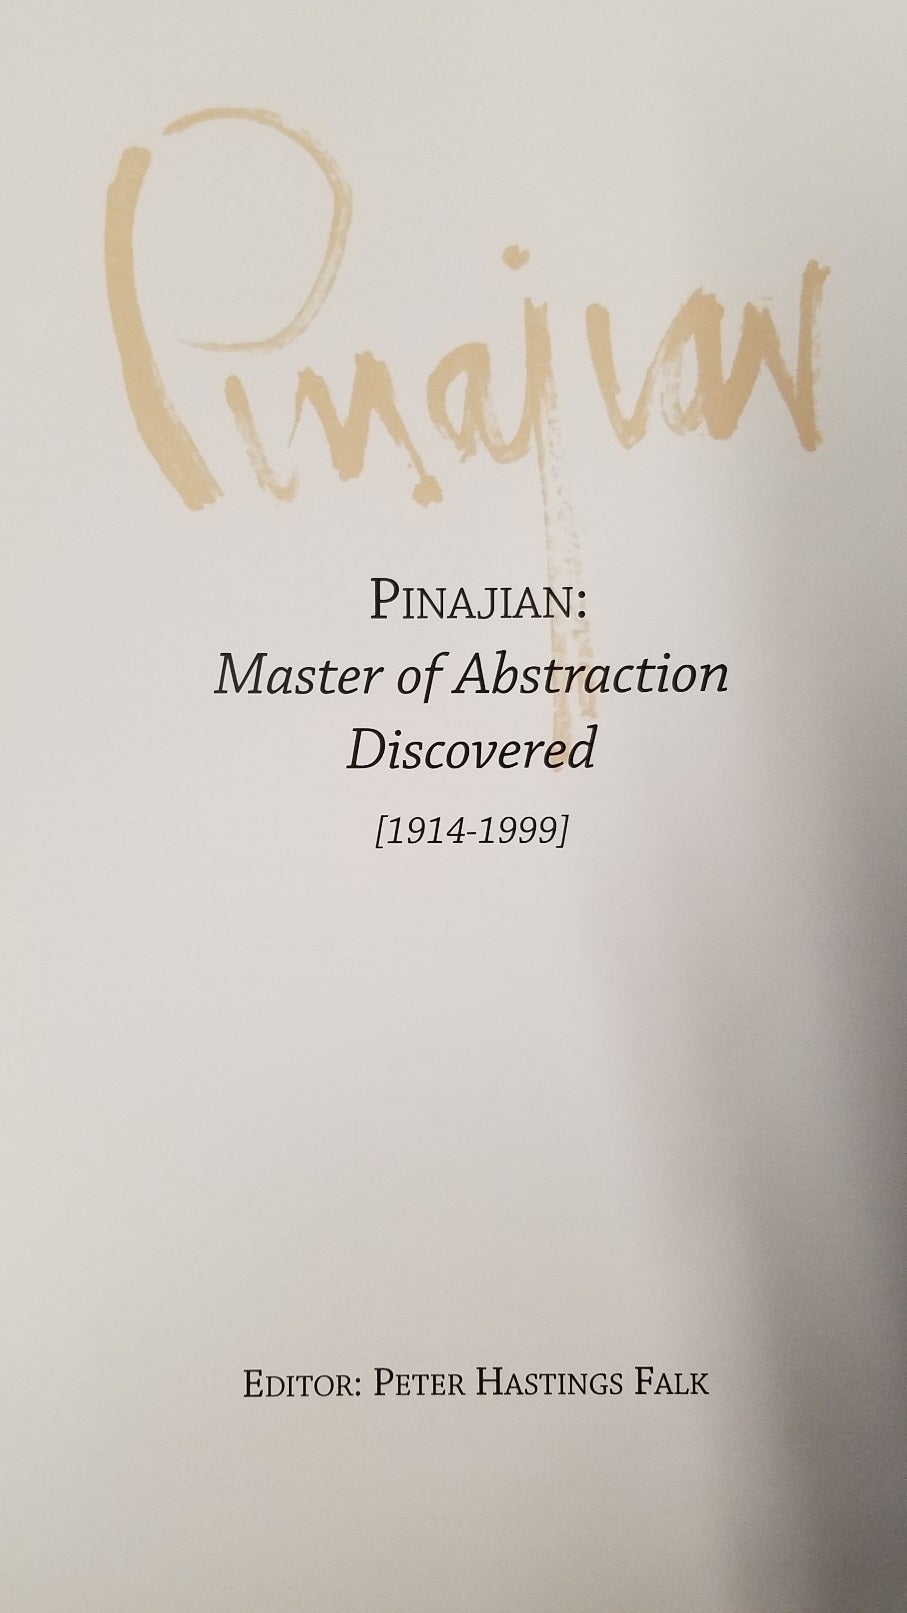 Pinajian
PINAJIAN:
Master of Abstraction
Discovered
[1914-1999]
EDITOR: PETER HASTINGS FALK